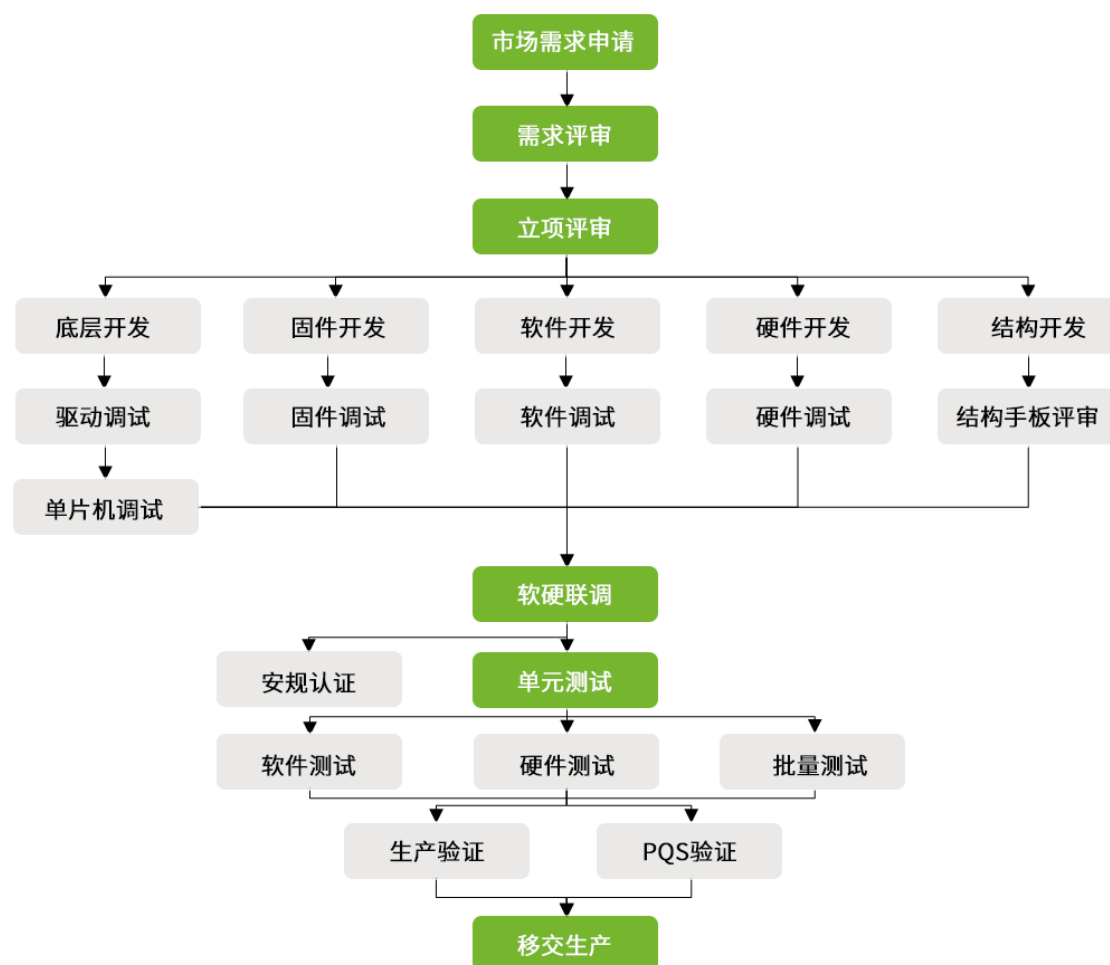 市场需求申请
需求评审
立项评审
底层开发
固件开发
软件开发
硬件开发
结构开发
驱动调试
固件调试
软件调试
硬件调试
结构手板评审
单片机调试
软硬联调
安规认证
单元测试
软件测试
硬件测试
批量测试
生产验证
PQS验证
移交生产